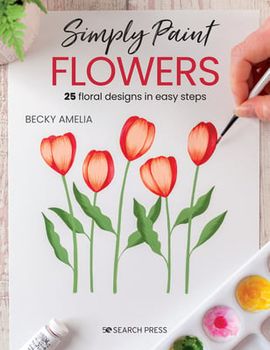 Simply Paint
FLOWERS
25 floral designs in easy steps
BECKY AMELIA
SEARCH PRESS